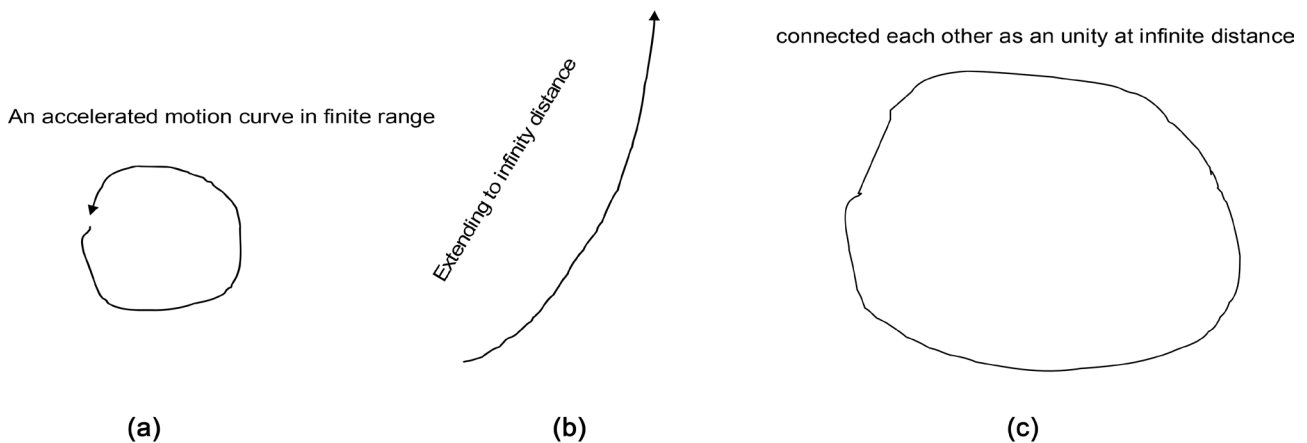 connected each other as an unity at infinite distance
An accelerated motion curve in finite range
Extending to infinity distance
(a)
(b)
(c)